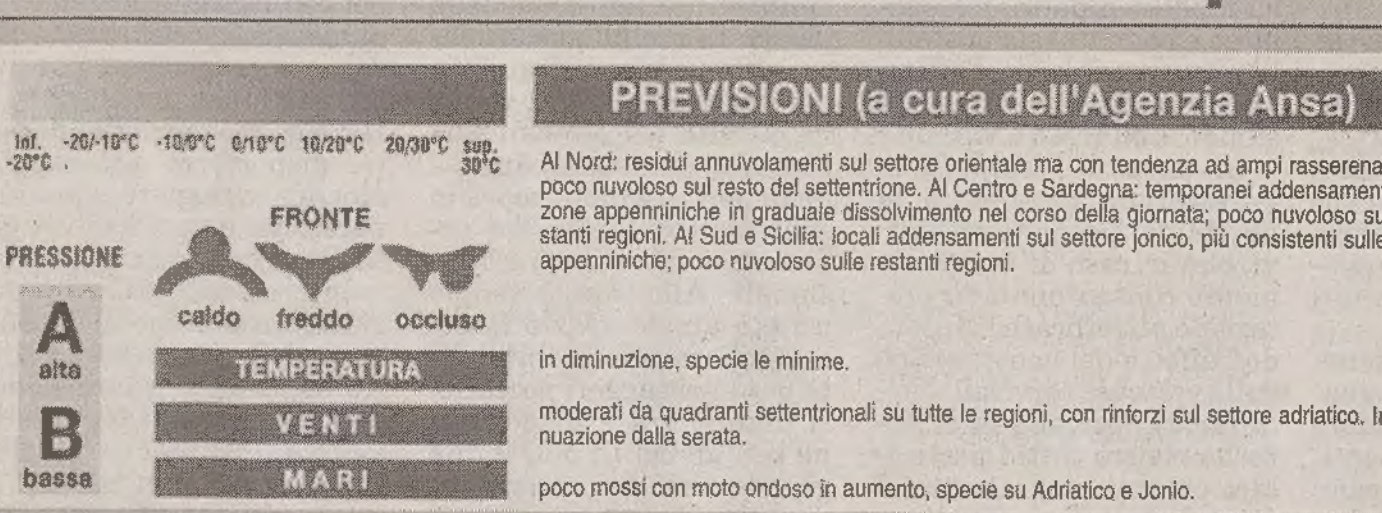 PREVISIONI (a cura dell'Agenzia Ansa)
Inf. -20/-10°C -10/0°C 0/10°C 10/20°C 20/30°C sup.
-20°C 30°C
Al Nord: residui annuvolamenti sul settore orientale ma con tendenza ad ampi rasserena
poco nuvoloso sul resto del settentrione. Al Centro e Sardegna: temporanei addensament
zone appenniniche in graduale dissolvimento nel corso della giornata; poco nuvoloso su
stanti regioni. Al Sud e Sicilia: locali addensamenti sul settore jonico, più consistenti sulle
appenniniche; poco nuvoloso sulle restanti regioni.
FRONTE
caldo freddo occluso
PRESSIONE
A
alta
B
bassa
TEMPERATURA
in diminuzione, specie le minime.
VENTI
moderati da quadranti settentrionali su tutte le regioni, con rinforzi sul settore adriatico. In
nuazione dalla serata.
MARI
poco mossi con moto ondoso in aumento, specie su Adriatico e Jonio.